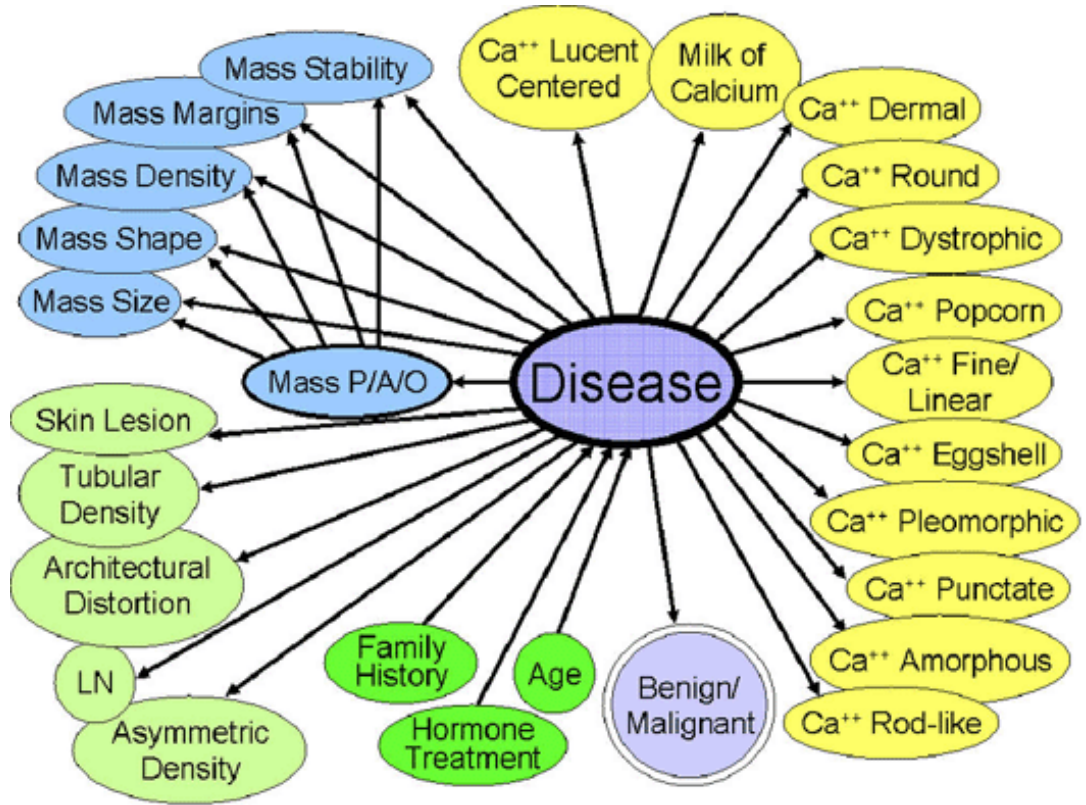 Mass Stability
Mass Margins
Mass Density
Mass Shape
Mass Size
Mass P/A/O
Ca⁺⁺ Lucent
Centered
Milk of
Calcium
Ca⁺⁺ Dermal
Ca⁺⁺ Round
Ca⁺⁺ Dystrophic
Ca⁺⁺ Popcorn
Ca⁺⁺ Fine/
Linear
Ca⁺⁺ Eggshell
Ca⁺⁺ Pleomorphic
Ca⁺⁺ Punctate
Ca⁺⁺ Amorphous
Ca⁺⁺ Rod-like
Disease
Skin Lesion
Tubular
Density
Architectural
Distortion
LN
Asymmetric
Density
Family
History
Hormone
Treatment
Age
Benign/
Malignant